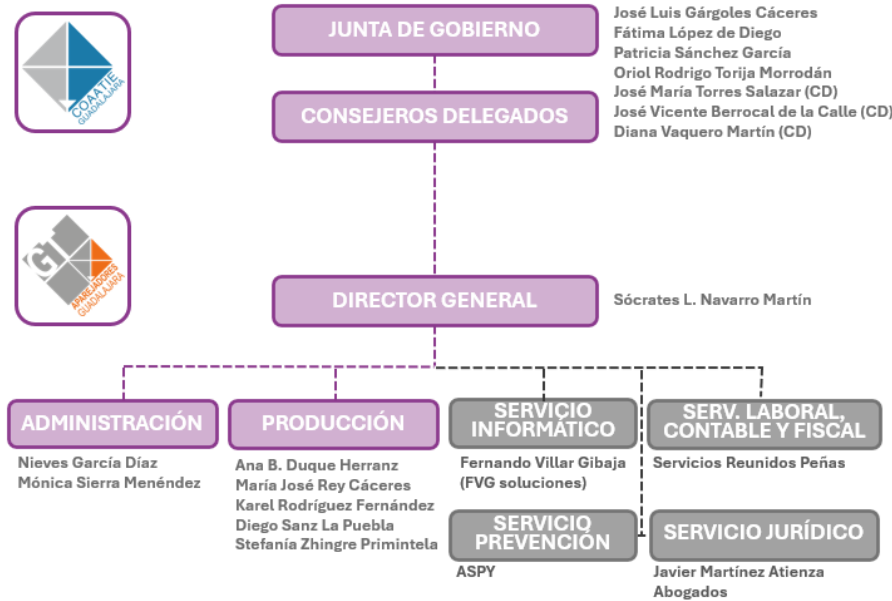 COAATIE
GUADALAJARA
JUNTA DE GOBIERNO
José Luis Gárgoles Cáceres
Fátima López de Diego
Patricia Sánchez García
Oriol Rodrigo Torija Morrodán
José María Torres Salazar (CD)
José Vicente Berrocal de la Calle (CD)
Diana Vaquero Martín (CD)
CONSEJEROS DELEGADOS
GT
APAREJADORES
GUADALAJARA
DIRECTOR GENERAL
Sócrates L. Navarro Martín
ADMINISTRACIÓN
Nieves García Díaz
Mónica Sierra Menéndez
PRODUCCIÓN
Ana B. Duque Herranz
María José Rey Cáceres
Karel Rodríguez Fernández
Diego Sanz La Puebla
Stefanía Zhingre Primintela
SERVICIO
INFORMÁTICO
Fernando Villar Gibaja
(FVG soluciones)
SERV. LABORAL,
CONTABLE Y FISCAL
Servicios Reunidos Peñas
SERVICIO
PREVENCIÓN
ASPY
SERVICIO JURÍDICO
Javier Martínez Atienza
Abogados